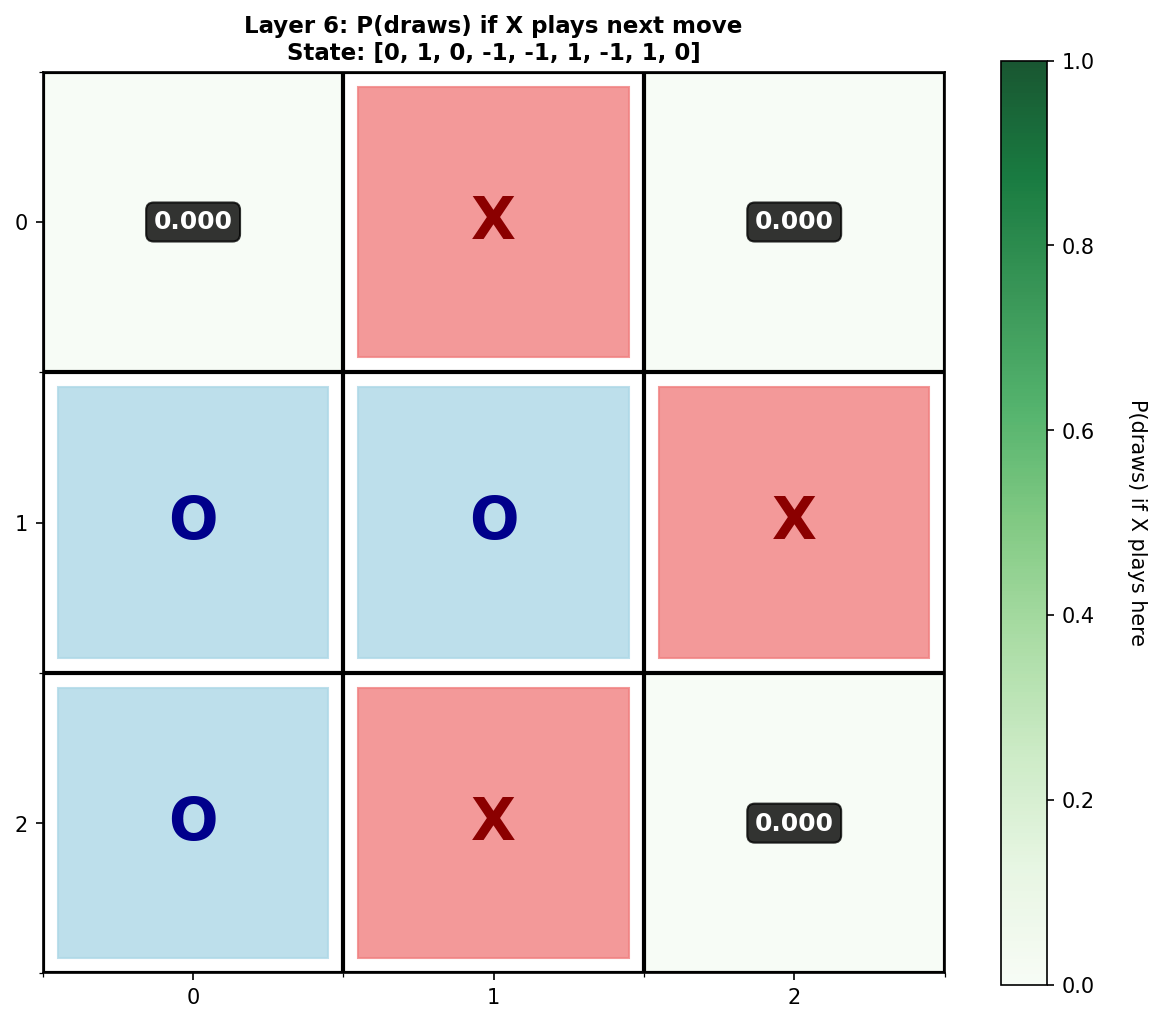 Layer 6: P(draws) if X plays next move
State: [0, 1, 0, -1, -1, 1, -1, 1, 0]
0.000
X
0.000
O
O
X
O
X
0.000
0
1
2
0
1
2
1.0
0.8
0.6
0.4
0.2
0.0
P(draws) if X plays here